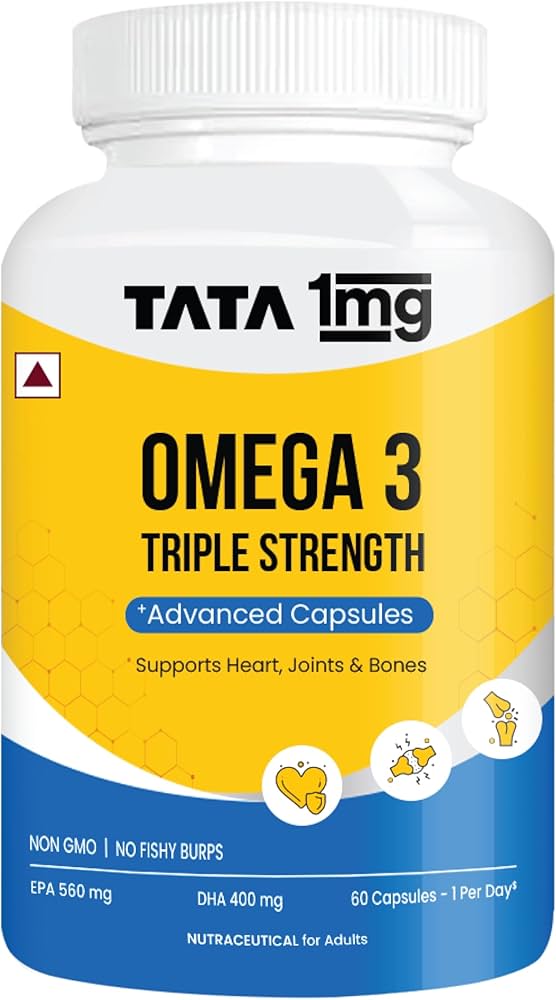 TATA 1mg
OMEGA 3
TRIPLE STRENGTH
+Advanced Capsules
*Supports Heart, Joints & Bones
NON GMO | NO FISHY BURPS
EPA 560 mg DHA 400 mg 60 Capsules - 1 Per Day$
NUTRACEUTICAL for Adults